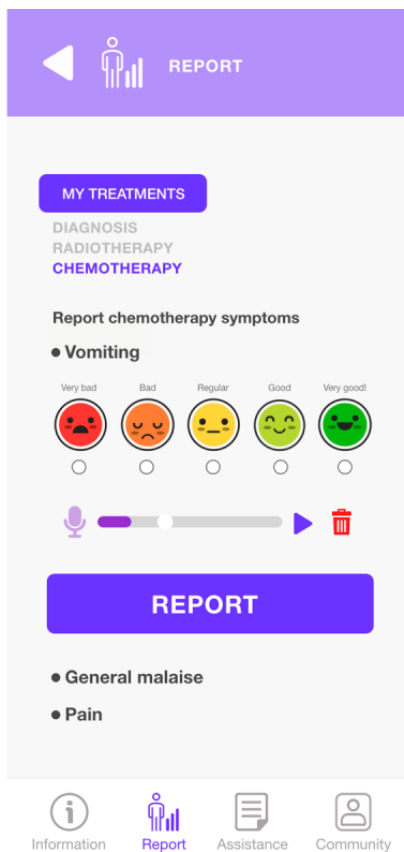 REPORT
MY TREATMENTS
DIAGNOSIS
RADIOTHERAPY
CHEMOTHERAPY
Report chemotherapy symptoms
• Vomiting
Very bad Bad Regular Good Very good!
REPORT
• General malaise
• Pain
Information Report Assistance Community